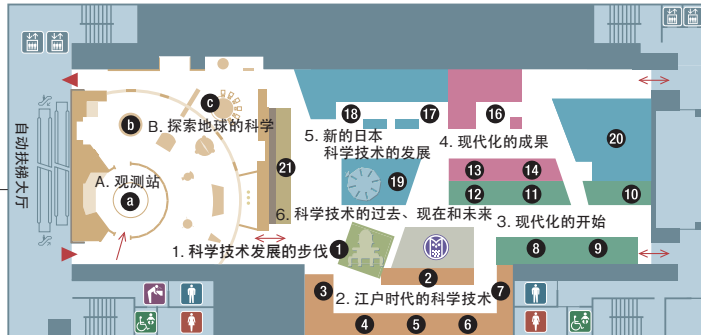 c
18
17
16
b
B. 探索地球的科学
5. 新的日本
科学技术的发展
4. 现代化的成果
20
自动扶梯大厅
21
13
14
A. 观测站
19
12
11
10
a
6. 科学技术的过去、现在和未来
3. 现代化的开始
1. 科学技术发展的步伐
1
8
9
2
3
2. 江户时代的科学技术
7
4
5
6